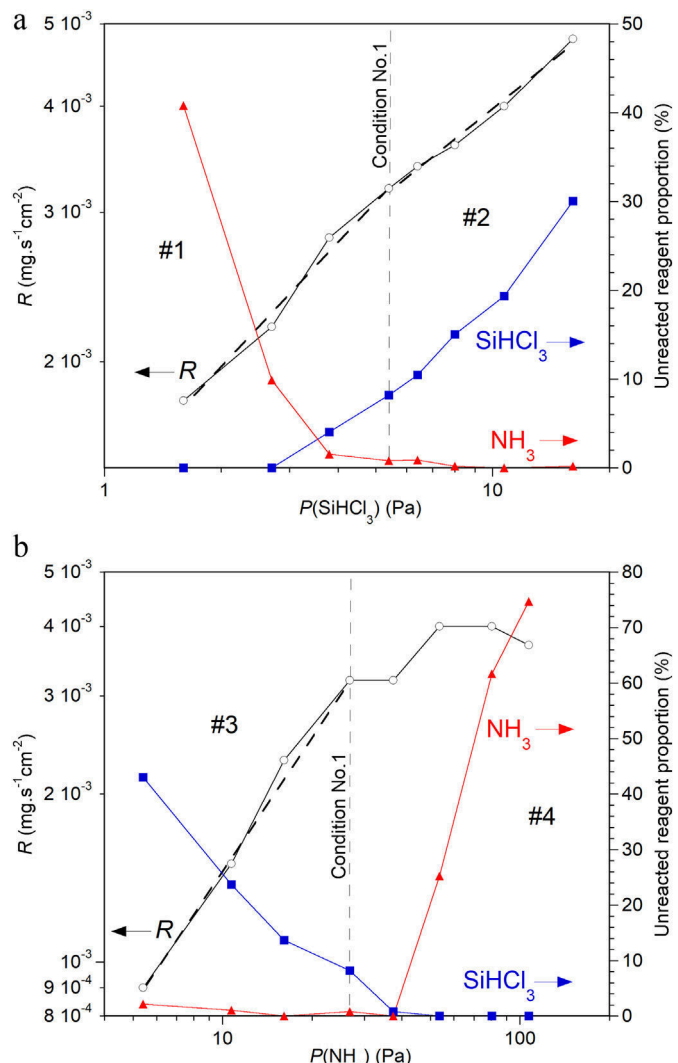 a
5 10⁻³
4 10⁻³
3 10⁻³
2 10⁻³
R (mg.s⁻¹cm⁻²)
Condition No.1
#1
#2
R
SiHCl₃
NH₃
50
40
30
20
10
0
Unreacted reagent proportion (%)
1
10
P(SiHCl₃) (Pa)
b
5 10⁻³
4 10⁻³
3 10⁻³
2 10⁻³
10⁻³
9 10⁻⁴
8 10⁻⁴
R (mg.s⁻¹cm⁻²)
Condition No.1
#3
#4
R
NH₃
SiHCl₃
80
70
60
50
40
30
20
10
0
Unreacted reagent proportion (%)
10
100
P(NH ) (Pa)